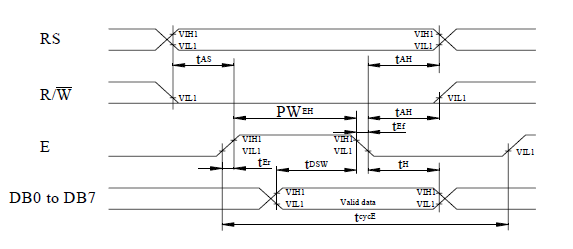 RS VIH1 VIL1 VIH1 VIL1
tAS tAH
R/W̅ VIL1 VIL1
PWEH tAH
tEf
E VIH1 VIL1 VIH1 VIL1 VIL1
tEr tDSW tH
DB0 to DB7 VIH1 VIL1 Valid data VIH1 VIL1
tcycE